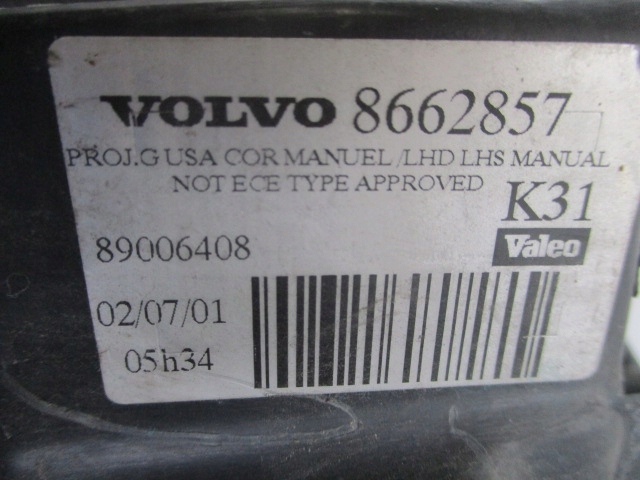 VOLVO 8662857
PROJ.G USA COR MANUEL /LHD LHS MANUAL
NOT ECE TYPE APPROVED
K31
89006408
Valeo
02/07/01
05h34